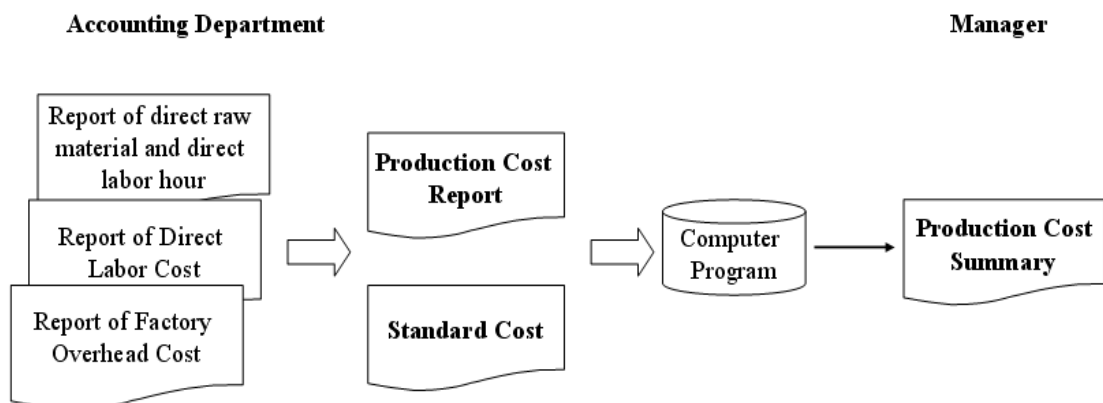 Accounting Department
Manager
Report of direct raw
material and direct
labor hour
Report of Direct
Labor Cost
Report of Factory
Overhead Cost
Production Cost
Report
Standard Cost
Computer
Program
Production Cost
Summary